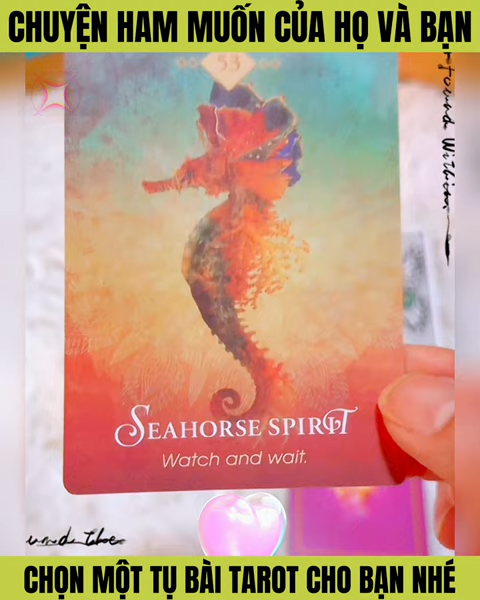 CHUYỆN HAM MUỐN CỦA HỌ VÀ BẠN
53
SEAHORSE SPIRIT
Watch and wait.
CHỌN MỘT TỤ BÀI TAROT CHO BẠN NHÉ